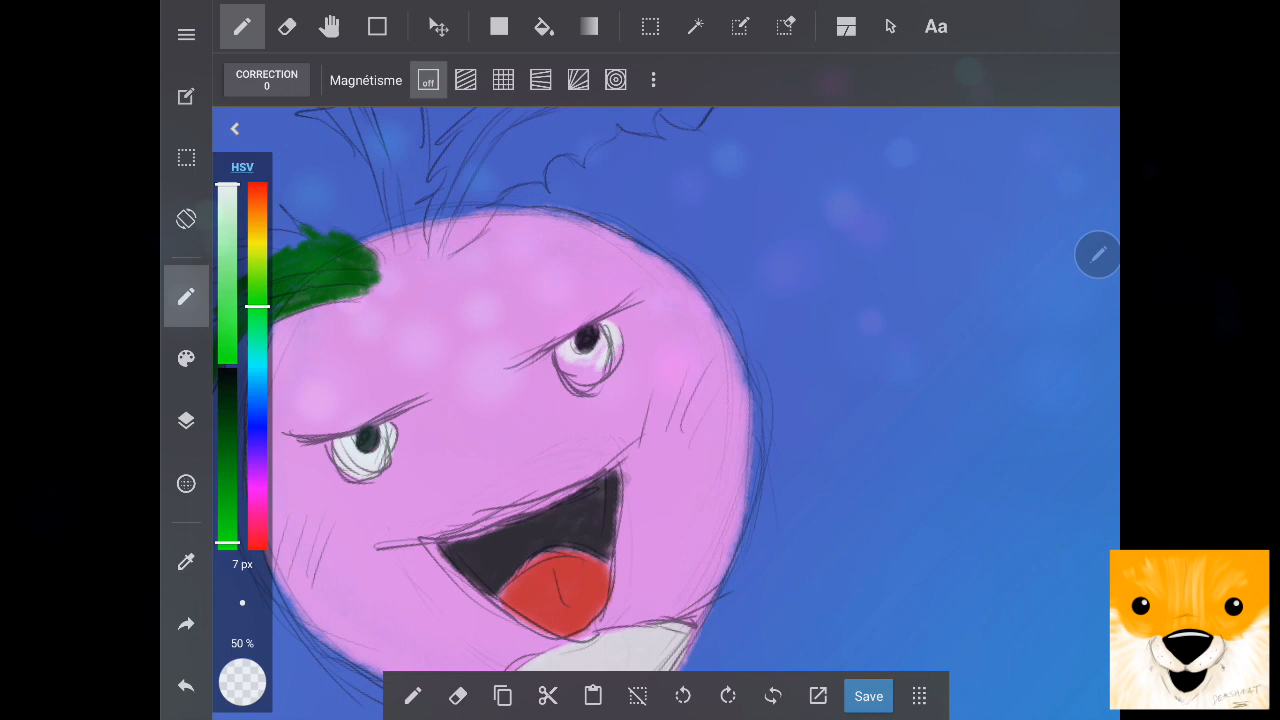 Aa
CORRECTION
0
Magnétisme
off
HSV
7 px
50 %
Save